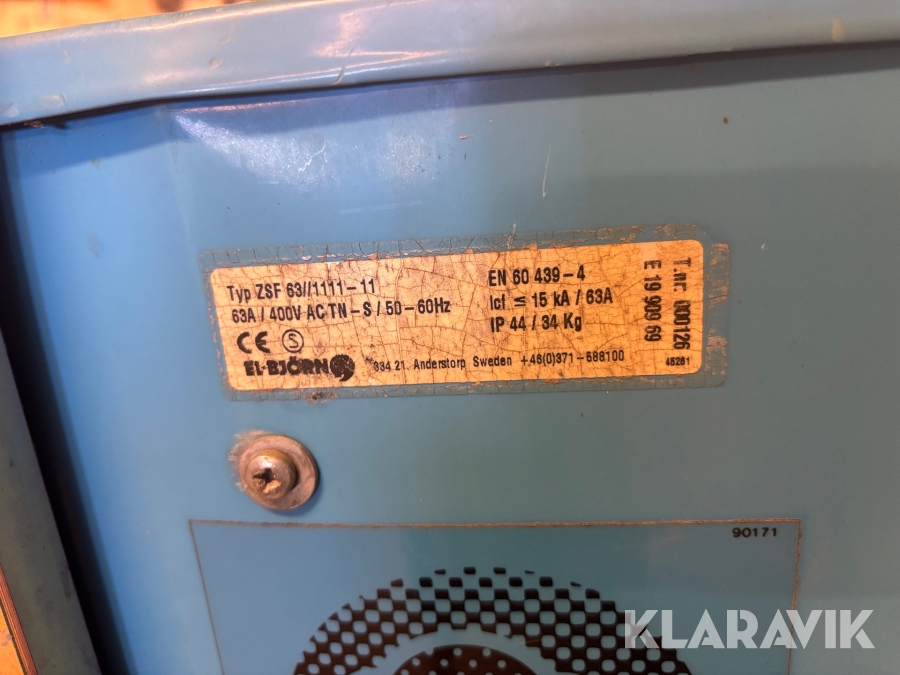 Typ ZSF 63//1111-11
63A / 400V AC TN-S / 50-60Hz
CE S
EL-BJÖRN
334 21. Anderstorp Sweden +46(0)371-688100
EN 60 439-4
Icf ≤ 15 kA / 63A
IP 44 / 34 Kg
T.nr. 000126
E 19 909 69
45261
90171
KLARAVIK